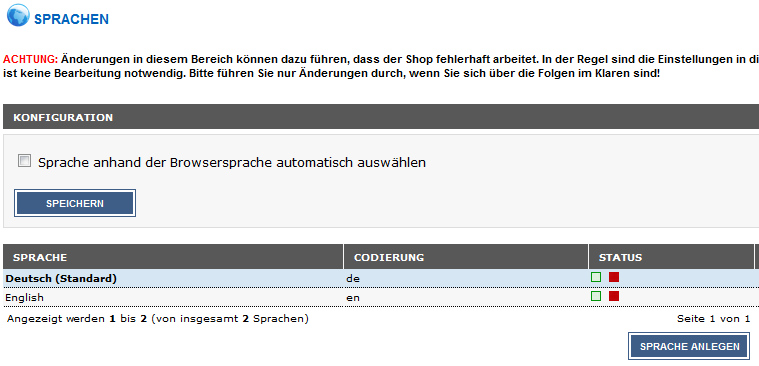 SPRACHEN
ACHTUNG: Änderungen in diesem Bereich können dazu führen, dass der Shop fehlerhaft arbeitet. In der Regel sind die Einstellungen in di
ist keine Bearbeitung notwendig. Bitte führen Sie nur Änderungen durch, wenn Sie sich über die Folgen im Klaren sind!
KONFIGURATION
Sprache anhand der Browsersprache automatisch auswählen
SPEICHERN
SPRACHE CODIERUNG STATUS
Deutsch (Standard) de
English en
Angezeigt werden 1 bis 2 (von insgesamt 2 Sprachen) Seite 1 von 1
SPRACHE ANLEGEN